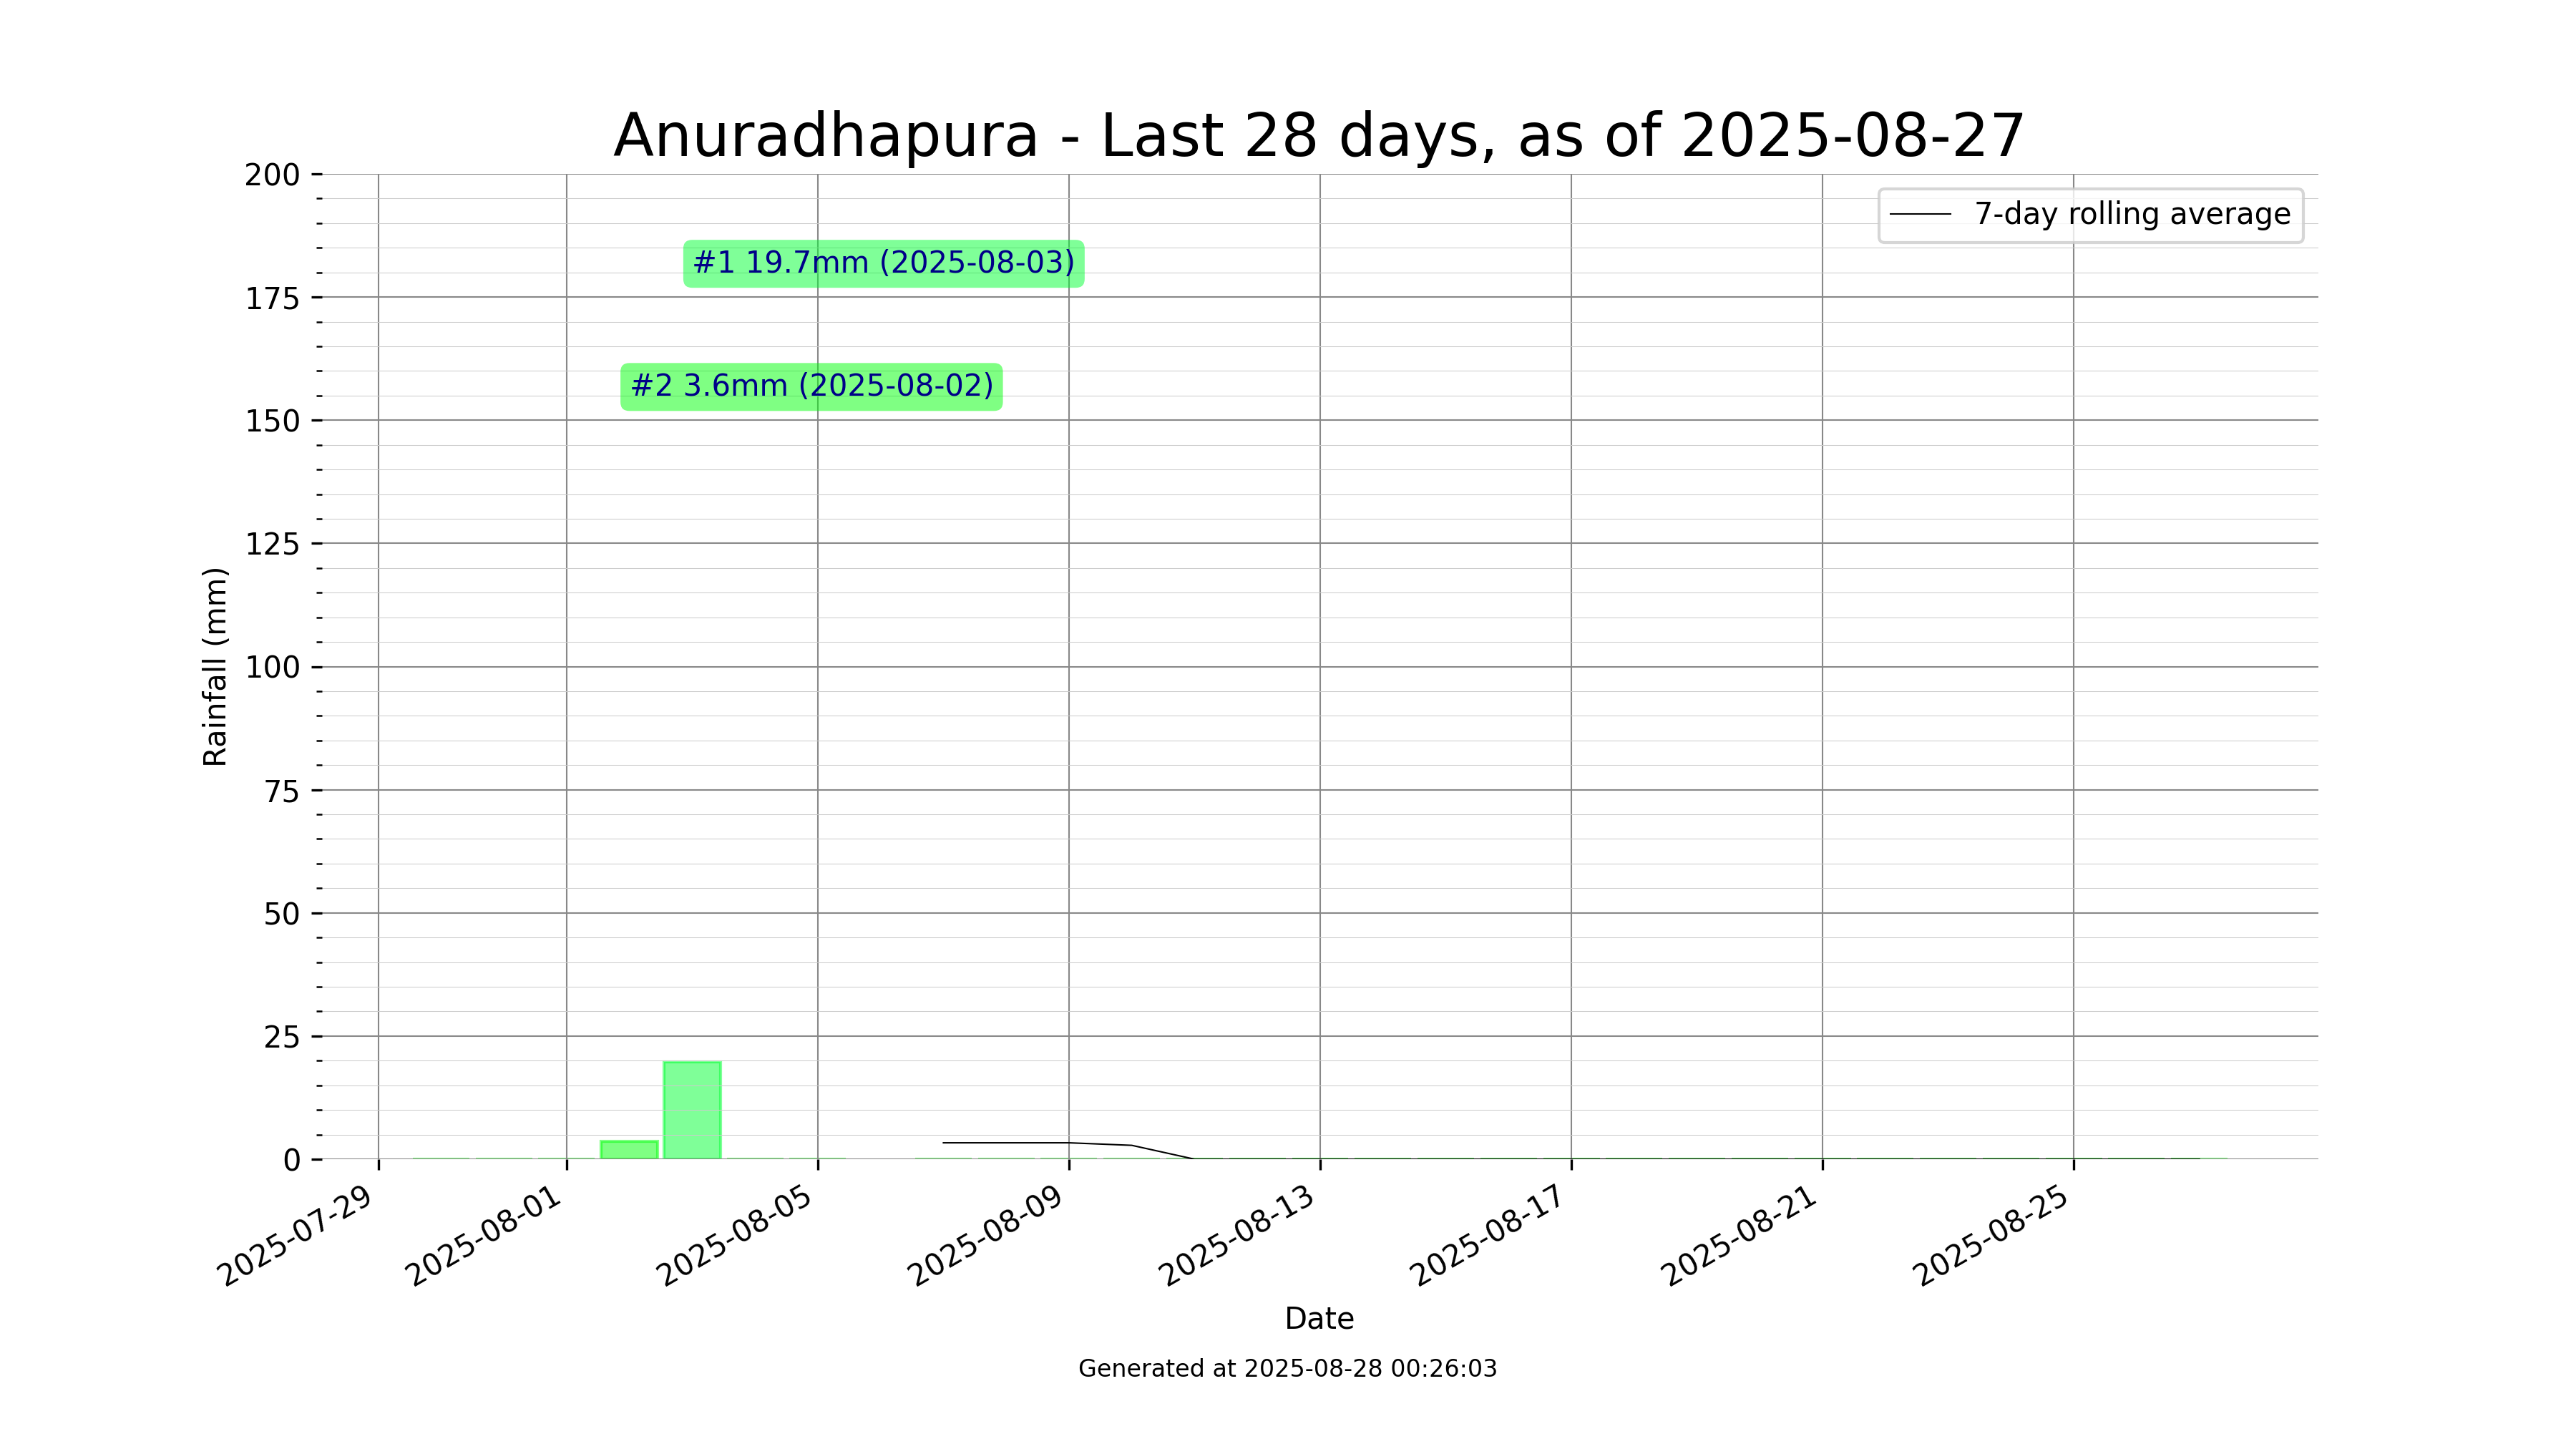 Anuradhapura - Last 28 days, as of 2025-08-27
7-day rolling average
#1 19.7mm (2025-08-03)
#2 3.6mm (2025-08-02)
Rainfall (mm)
200
175
150
125
100
75
50
25
0
2025-07-29
2025-08-01
2025-08-05
2025-08-09
2025-08-13
2025-08-17
2025-08-21
2025-08-25
Date
Generated at 2025-08-28 00:26:03